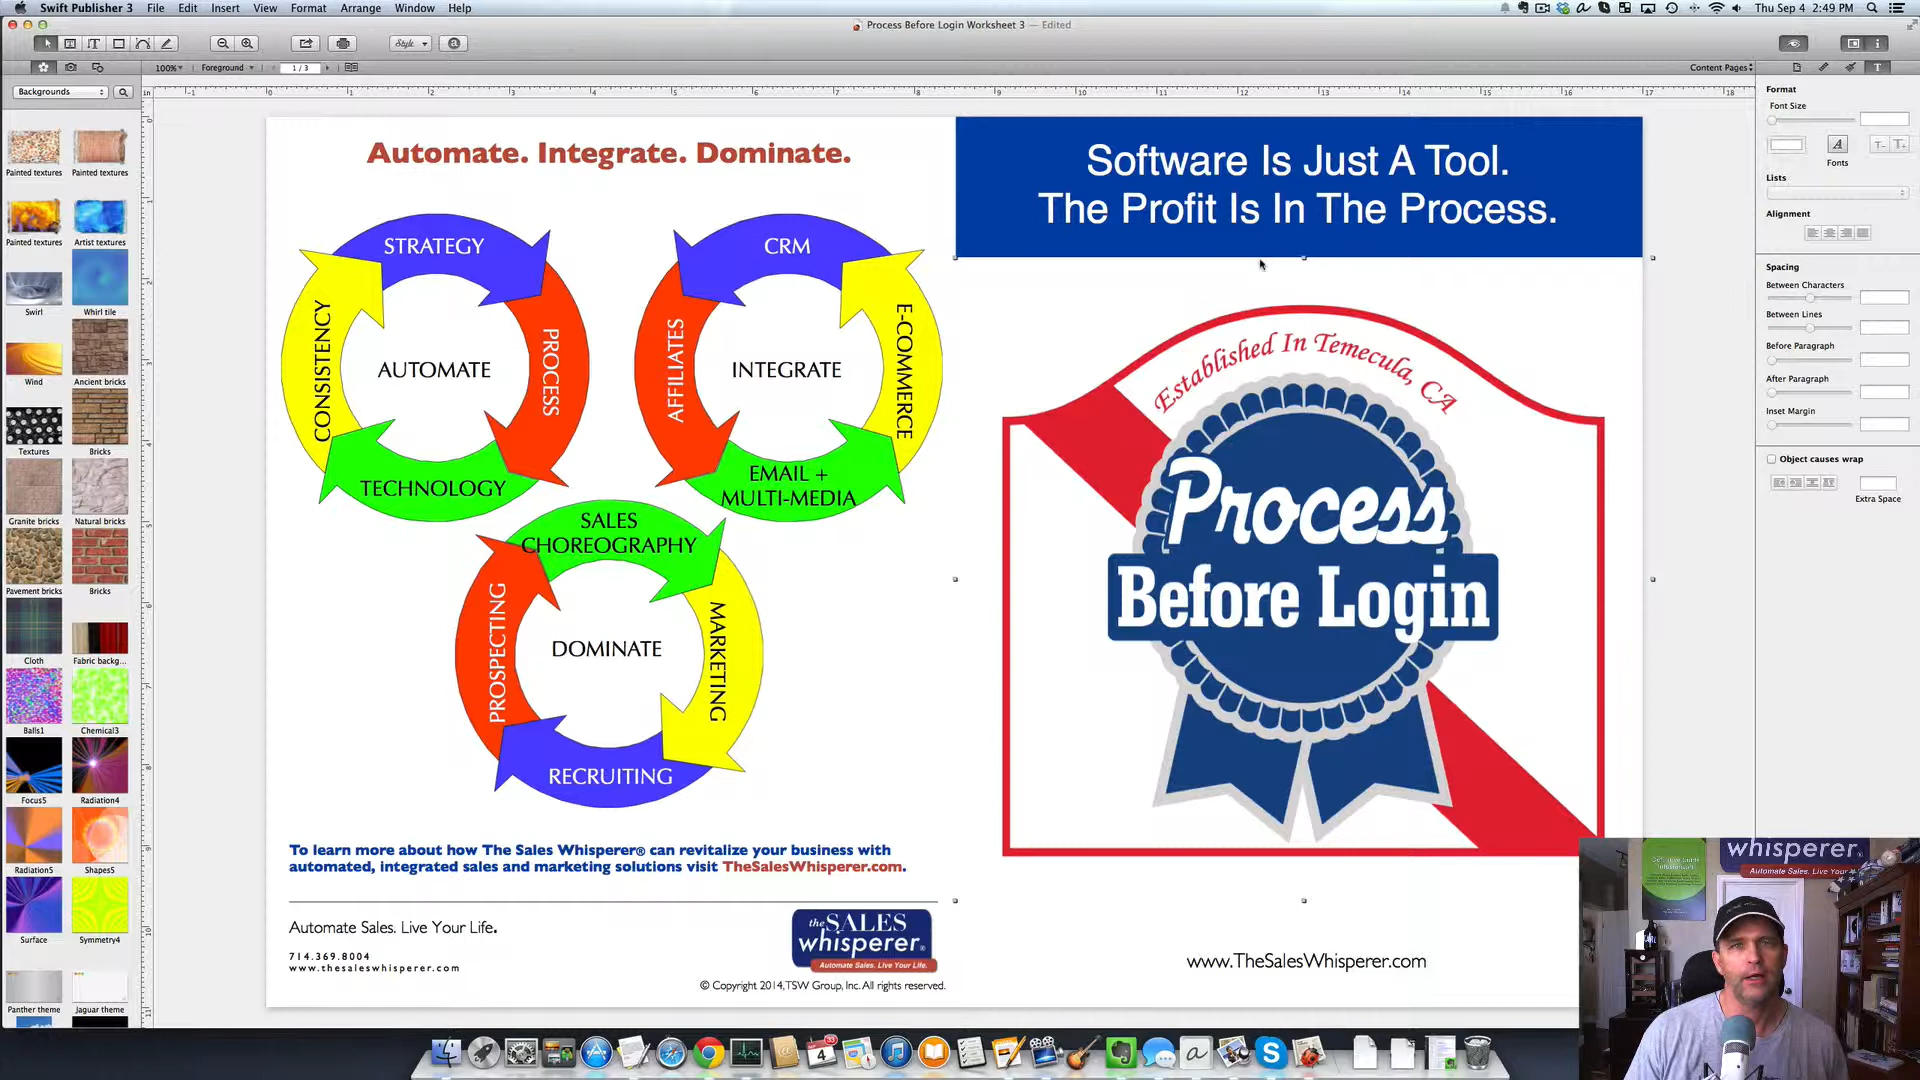 Swift Publisher 3 File Edit Insert View Format Arrange Window Help
Thu Sep 4 2:49 PM
Process Before Login Worksheet 3 — Edited
Style
100% Foreground 1 / 3
Content Pages
Backgrounds
Painted textures Painted textures
Painted textures Artist textures
Swirl Whirl tile
Wind Ancient bricks
Textures Bricks
Granite bricks Natural bricks
Pavement bricks Bricks
Cloth Fabric backg...
Balls1 Chemical3
Focus5 Radiation4
Radiation5 Shapes5
Surface Symmetry4
Panther theme Jaguar theme
Automate. Integrate. Dominate.
STRATEGY
PROCESS
TECHNOLOGY
CONSISTENCY
AUTOMATE
CRM
E-COMMERCE
EMAIL +
MULTI-MEDIA
AFFILIATES
INTEGRATE
SALES
CHOREOGRAPHY
MARKETING
RECRUITING
PROSPECTING
DOMINATE
To learn more about how The Sales Whisperer® can revitalize your business with
automated, integrated sales and marketing solutions visit TheSalesWhisperer.com.
Automate Sales. Live Your Life.
714.369.8004
www.thesaleswhisperer.com
the SALES
whisperer®
Automate Sales. Live Your Life.
© Copyright 2014, TSW Group, Inc. All rights reserved.
Software Is Just A Tool.
The Profit Is In The Process.
Established In Temecula, CA
Process
Before Login
www.TheSalesWhisperer.com
Format
Font Size
Fonts
Lists
Alignment
Spacing
Between Characters
Between Lines
Before Paragraph
After Paragraph
Inset Margin
Object causes wrap
Extra Space
whisperer
Automate Sales. Live Your